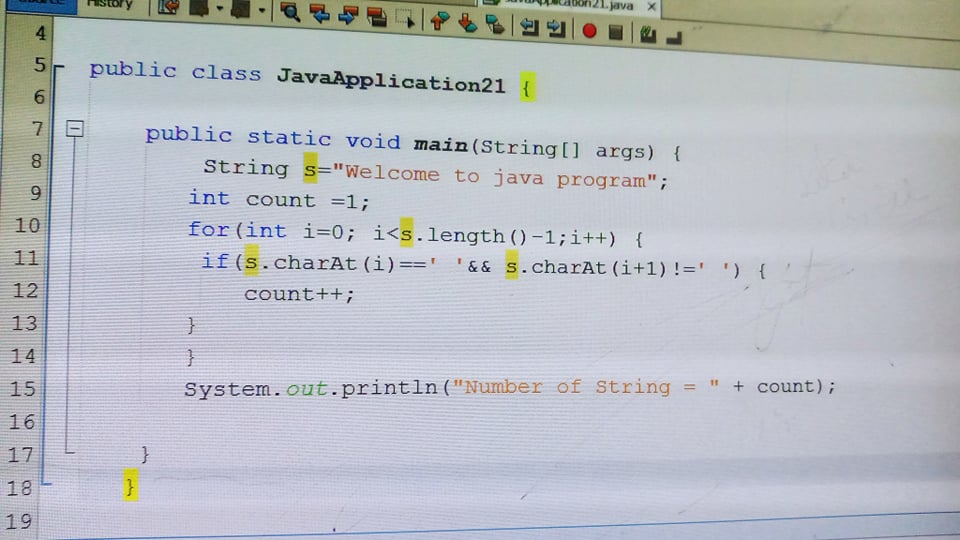 History
JavaApplication21.java
4
5 public class JavaApplication21 {
6
7 public static void main(String[] args) {
8 String s="Welcome to java program";
9 int count =1;
10 for(int i=0; i<s.length()-1;i++) {
11 if(s.charAt(i)==' '&& s.charAt(i+1)!=' ') {
12 count++;
13 }
14 }
15 System.out.println("Number of String = " + count);
16
17 }
18 }
19